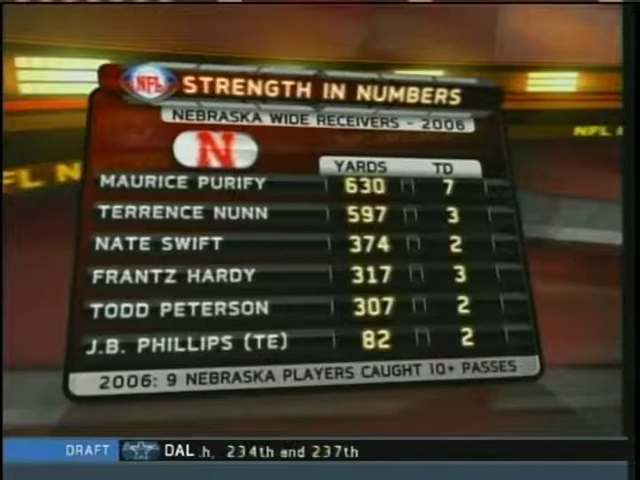 NFL STRENGTH IN NUMBERS
NEBRASKA WIDE RECEIVERS - 2006
N
YARDS TD
MAURICE PURIFY 630 7
TERRENCE NUNN 597 3
NATE SWIFT 374 2
FRANTZ HARDY 317 3
TODD PETERSON 307 2
J.B. PHILLIPS (TE) 82 2
2006: 9 NEBRASKA PLAYERS CAUGHT 10+ PASSES
FL N
NFL
DRAFT DAL .h, 234th and 237th